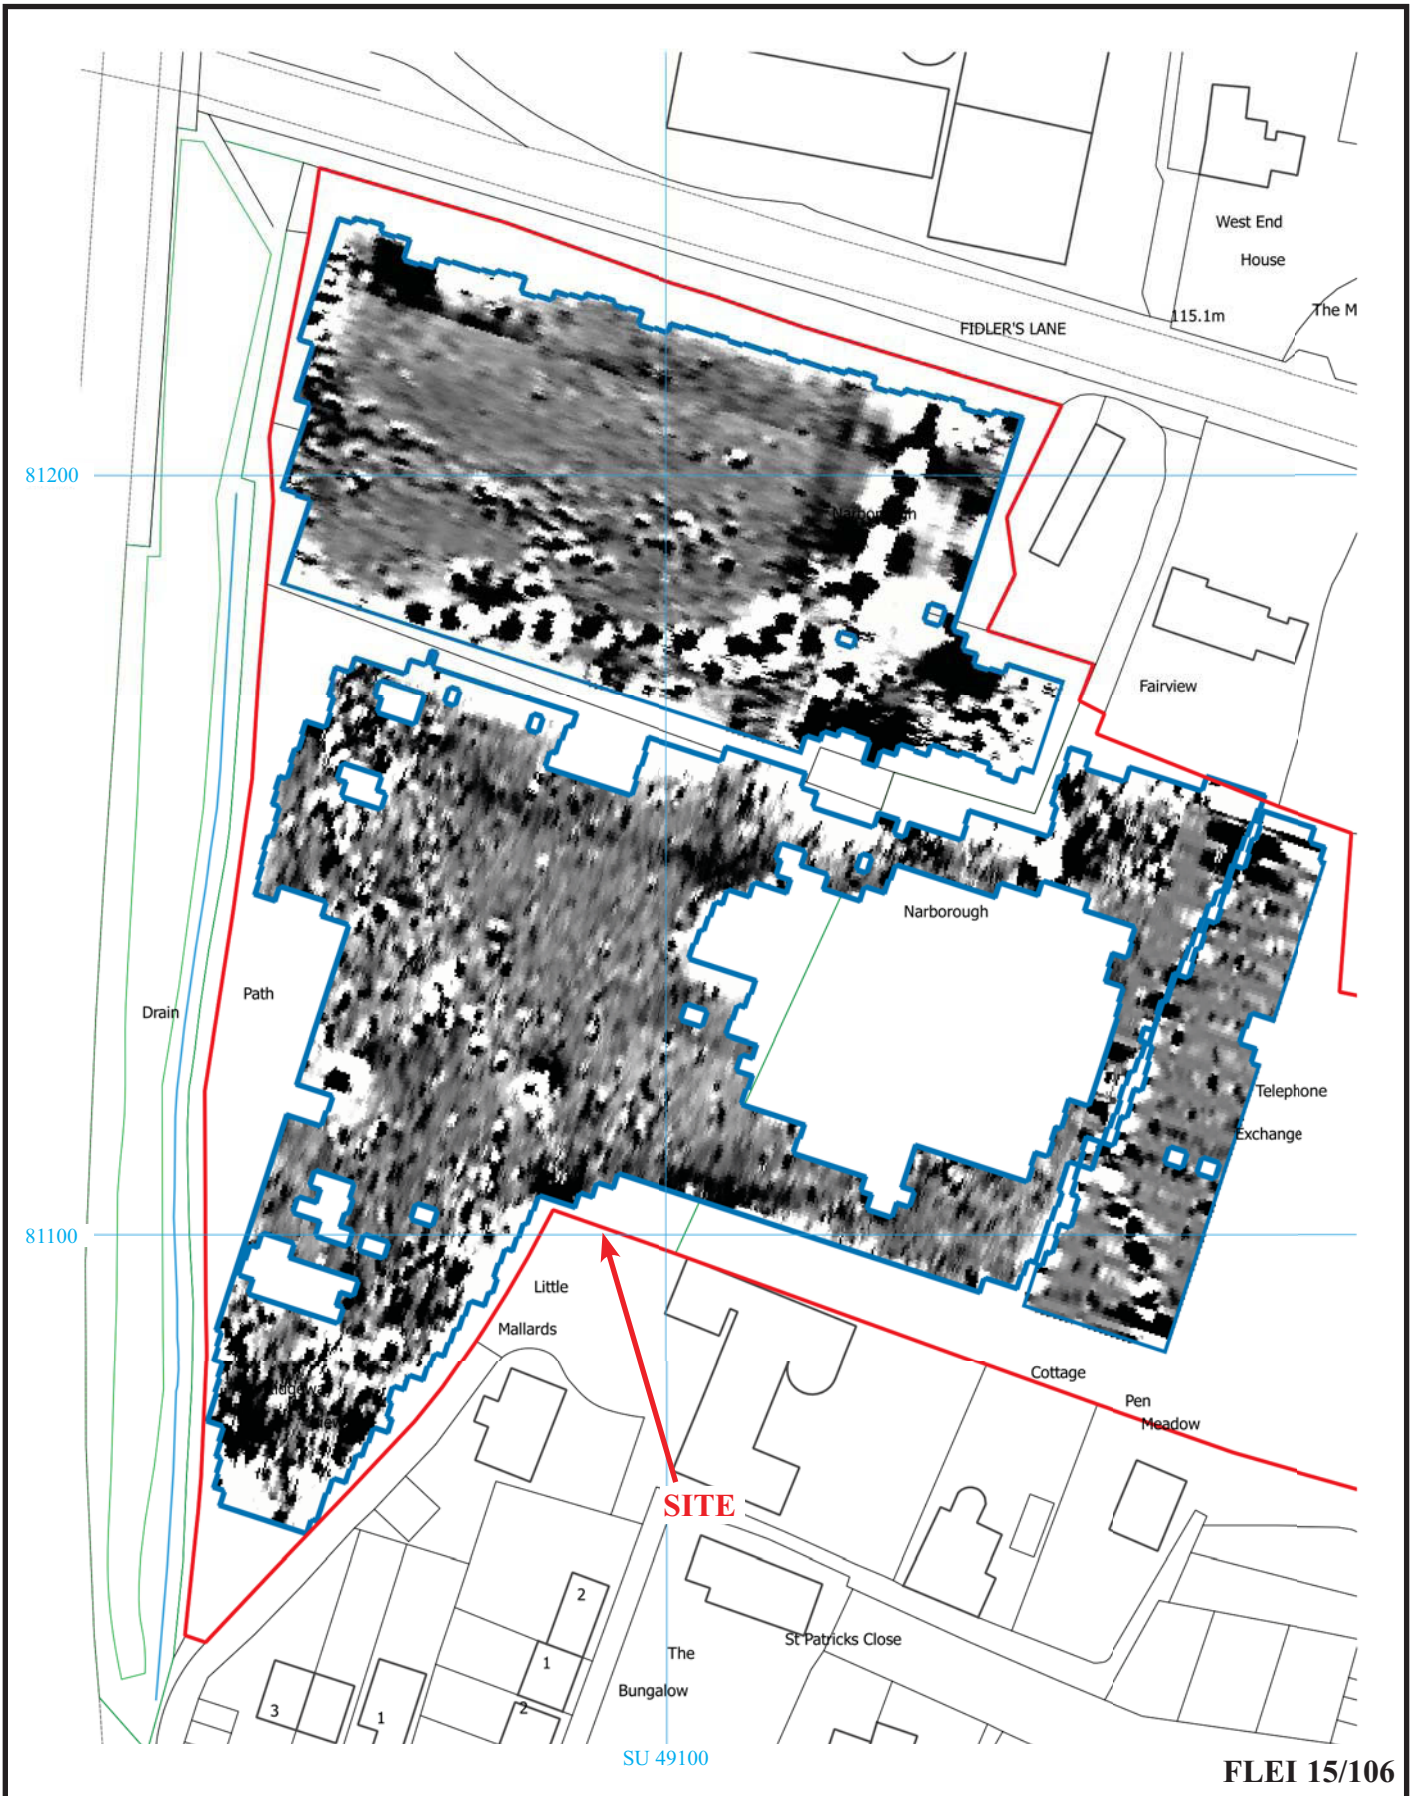 West End
House
115.1m
The M
FIDLER'S LANE
81200
Narborough
Fairview
Narborough
Path
Drain
Telephone
Exchange
81100
Little
Mallards
Cottage
Pen
Meadow
SITE
2
St Patricks Close
The
1
Bungalow
3
1
2
SU 49100
FLEI 15/106